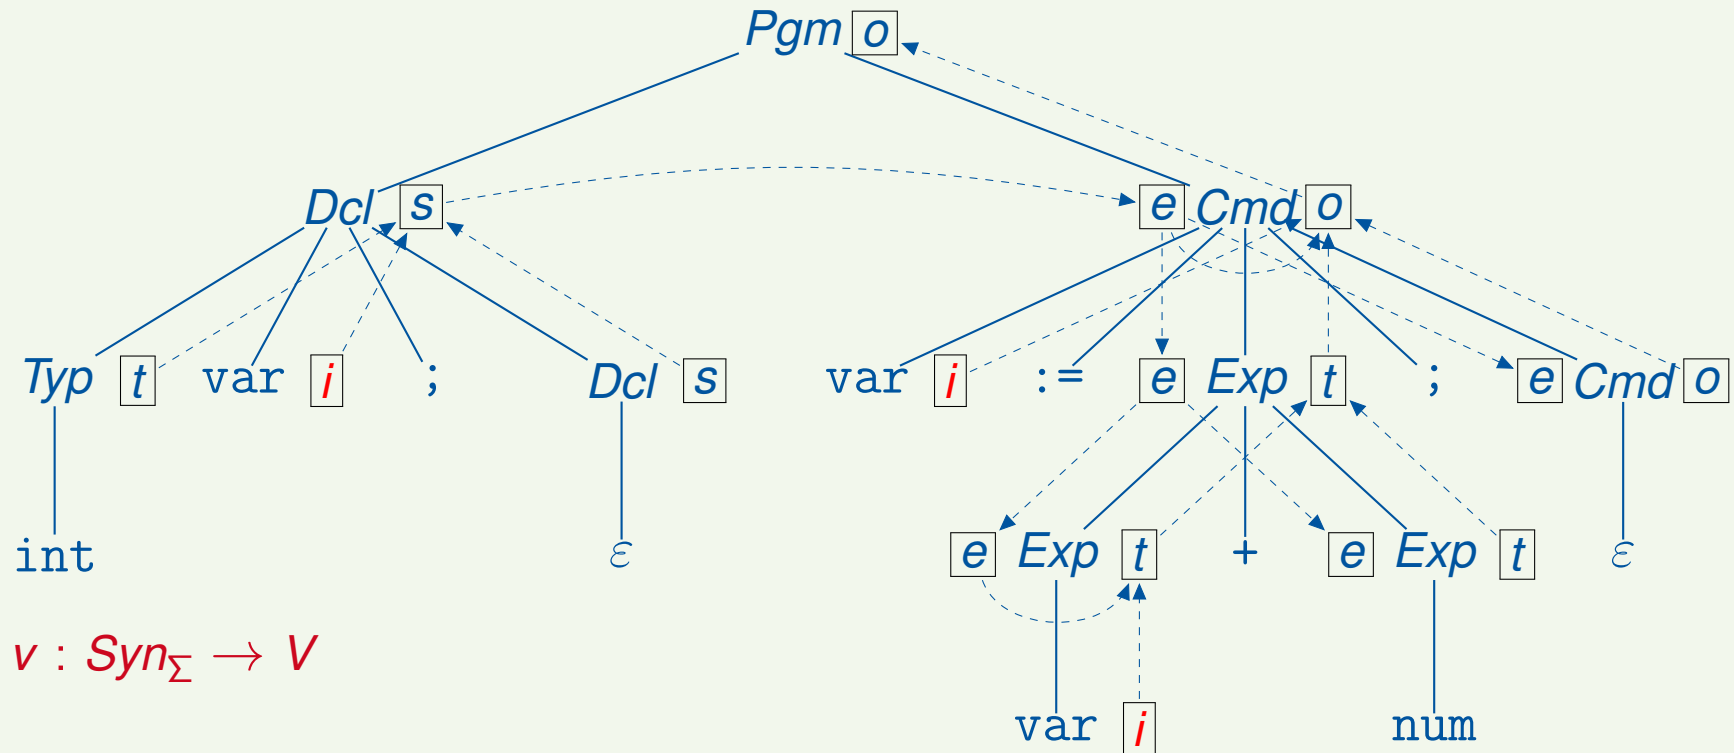 Pgm o
Dcl s e Cmd o
Typ t var i ; Dcl s var i := e Exp t ; e Cmd o
int ε e Exp t + e Exp t ε
v : Syn_Σ → V
var i num